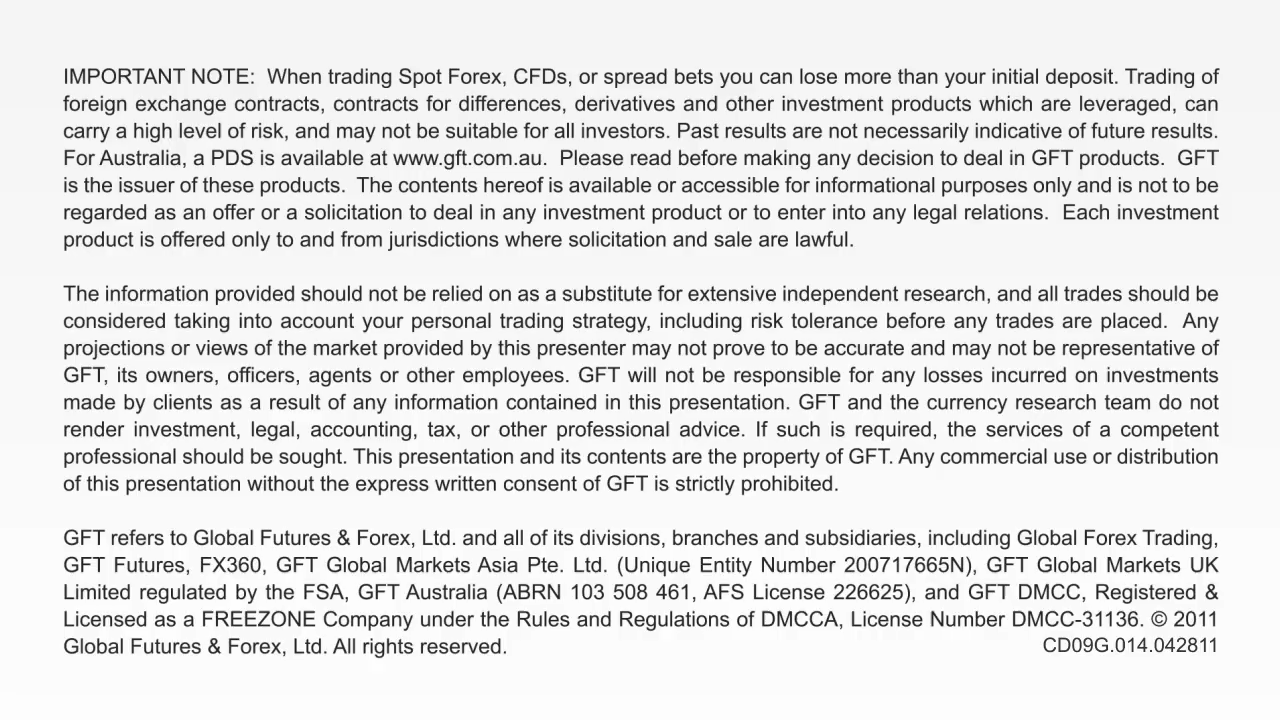 IMPORTANT NOTE:  When trading Spot Forex, CFDs, or spread bets you can lose more than your initial deposit. Trading of
foreign exchange contracts, contracts for differences, derivatives and other investment products which are leveraged, can
carry a high level of risk, and may not be suitable for all investors. Past results are not necessarily indicative of future results.
For Australia, a PDS is available at www.gft.com.au.  Please read before making any decision to deal in GFT products.  GFT
is the issuer of these products.  The contents hereof is available or accessible for informational purposes only and is not to be
regarded as an offer or a solicitation to deal in any investment product or to enter into any legal relations.  Each investment
product is offered only to and from jurisdictions where solicitation and sale are lawful.
The information provided should not be relied on as a substitute for extensive independent research, and all trades should be
considered taking into account your personal trading strategy, including risk tolerance before any trades are placed.  Any
projections or views of the market provided by this presenter may not prove to be accurate and may not be representative of
GFT, its owners, officers, agents or other employees. GFT will not be responsible for any losses incurred on investments
made by clients as a result of any information contained in this presentation. GFT and the currency research team do not
render investment, legal, accounting, tax, or other professional advice. If such is required, the services of a competent
professional should be sought. This presentation and its contents are the property of GFT. Any commercial use or distribution
of this presentation without the express written consent of GFT is strictly prohibited.
GFT refers to Global Futures & Forex, Ltd. and all of its divisions, branches and subsidiaries, including Global Forex Trading,
GFT Futures, FX360, GFT Global Markets Asia Pte. Ltd. (Unique Entity Number 200717665N), GFT Global Markets UK
Limited regulated by the FSA, GFT Australia (ABRN 103 508 461, AFS License 226625), and GFT DMCC, Registered &
Licensed as a FREEZONE Company under the Rules and Regulations of DMCCA, License Number DMCC-31136. © 2011
Global Futures & Forex, Ltd. All rights reserved. CD09G.014.042811